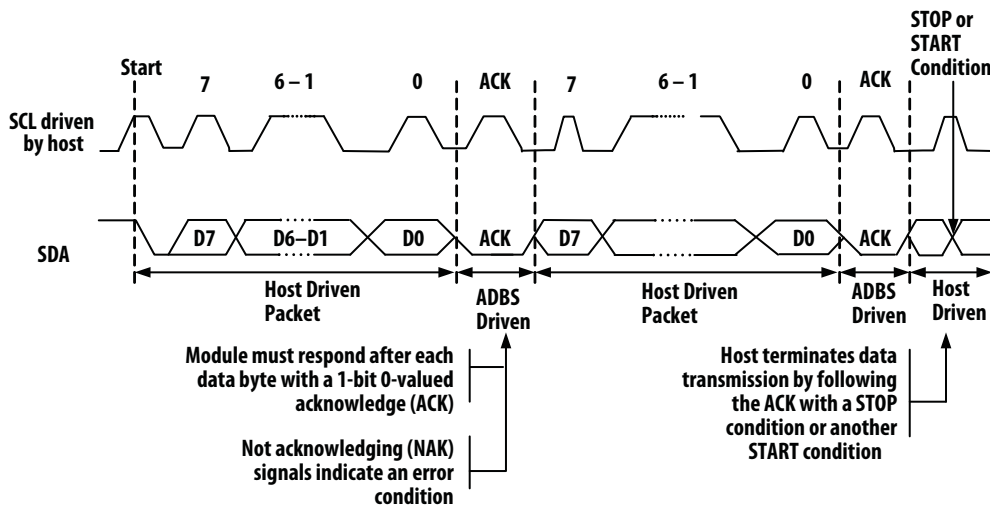 STOP or
START
Condition
Start
7
6 – 1
0
ACK
7
6 – 1
0
ACK
SCL driven
by host
SDA
D7
D6–D1
D0
ACK
D7
D0
ACK
Host Driven
Packet
ADBS
Driven
Host Driven
Packet
ADBS
Driven
Host
Driven
Module must respond after each
data byte with a 1-bit 0-valued
acknowledge (ACK)
Not acknowledging (NAK)
signals indicate an error
condition
Host terminates data
transmission by following
the ACK with a STOP
condition or another
START condition